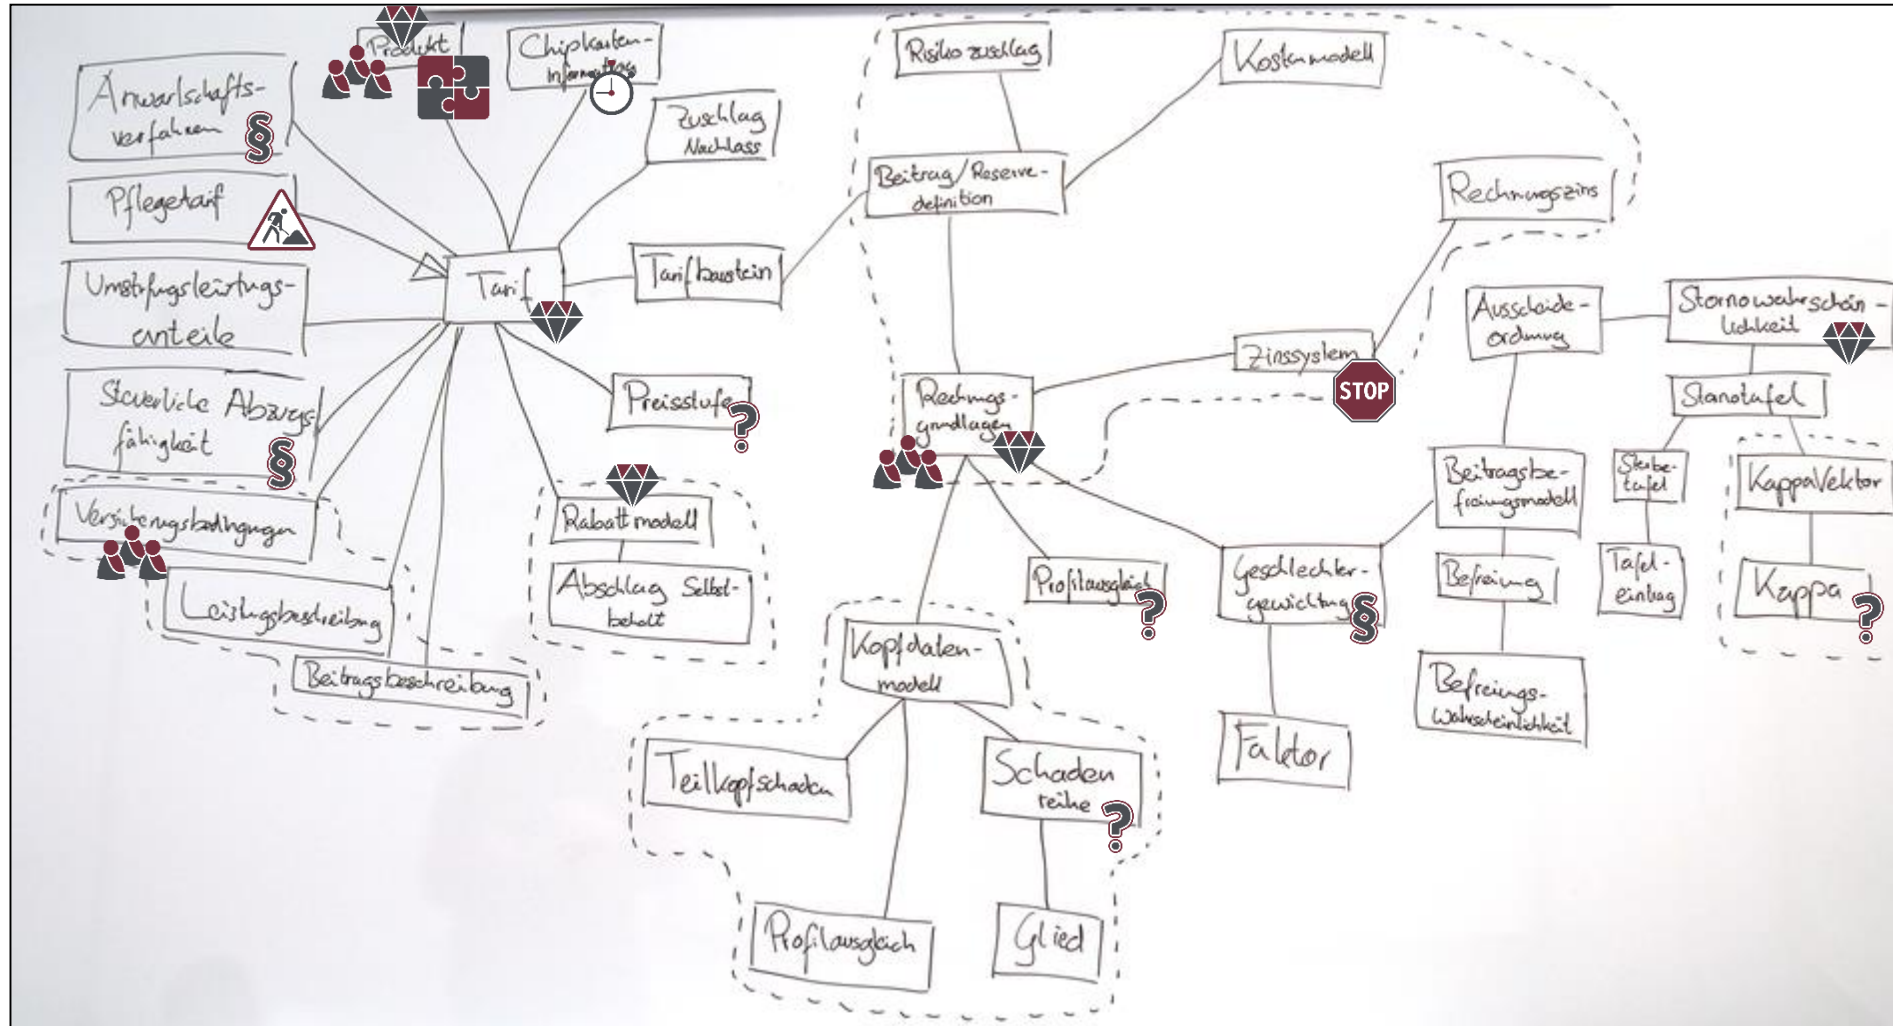 Produkt
Chipkarten-
Information
Anwartschafts-
verfahren
§
Zuschlag
Nachlass
Pflegetarif
Tarif
Tarifbaustein
Umstufungsleistungs-
anteile
Steuerliche Abzugs
fähigkeit
§
Preisstufe
?
Versicherungsbedingungen
Leistungsbeschreibung
Beitragsbeschreibung
Rabattmodell
Abschlag Selbst-
behalt
Risikozuschlag
Kostenmodell
Beitrag/Reserve-
definition
Rechnungszins
Zinssystem
STOP
Rechnungs-
grundlagen
Ausscheide-
ordnung
Stornowahrschein-
lichkeit
Beitragsbe-
freiungsmodell
Sterbe-
tafel
KappaVektor
Profilausgleich
?
Geschlechter-
gewichtung
§
Befreiung
Tafel-
eintrag
Kappa
?
Kopfdaten-
modell
Befreiungs-
wahrscheinlichkeit
Faktor
Teilkopfschaden
Schaden
reihe
?
Profilausgleich
Glied